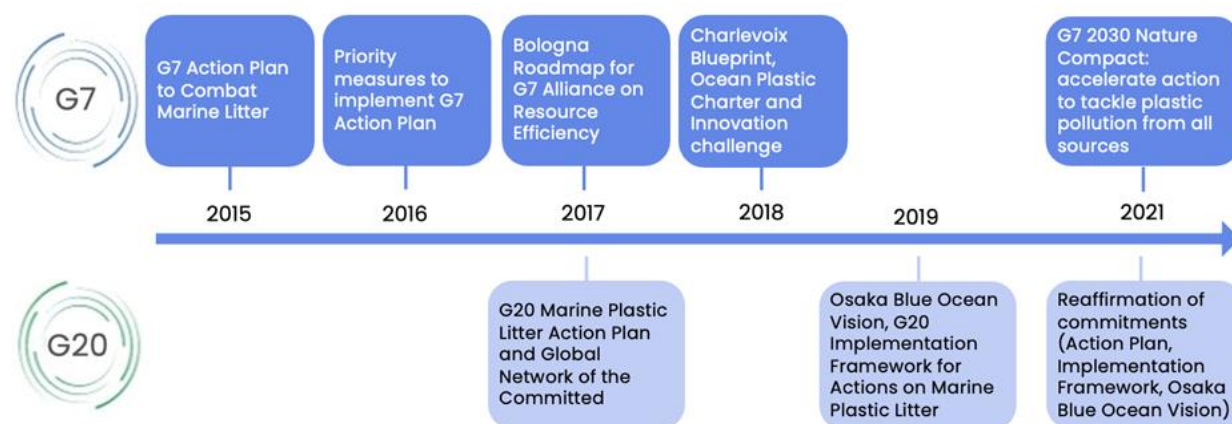 G7
G7 Action Plan
to Combat
Marine Litter
Priority
measures to
implement G7
Action Plan
Bologna
Roadmap for
G7 Alliance on
Resource
Efficiency
Charlevoix
Blueprint,
Ocean Plastic
Charter and
Innovation
challenge
G7 2030 Nature
Compact:
accelerate action
to tackle plastic
pollution from all
sources
2015
2016
2017
2018
2019
2021
G20
G20 Marine Plastic
Litter Action Plan
and Global
Network of the
Committed
Osaka Blue Ocean
Vision, G20
Implementation
Framework for
Actions on Marine
Plastic Litter
Reaffirmation of
commitments
(Action Plan,
Implementation
Framework, Osaka
Blue Ocean Vision)